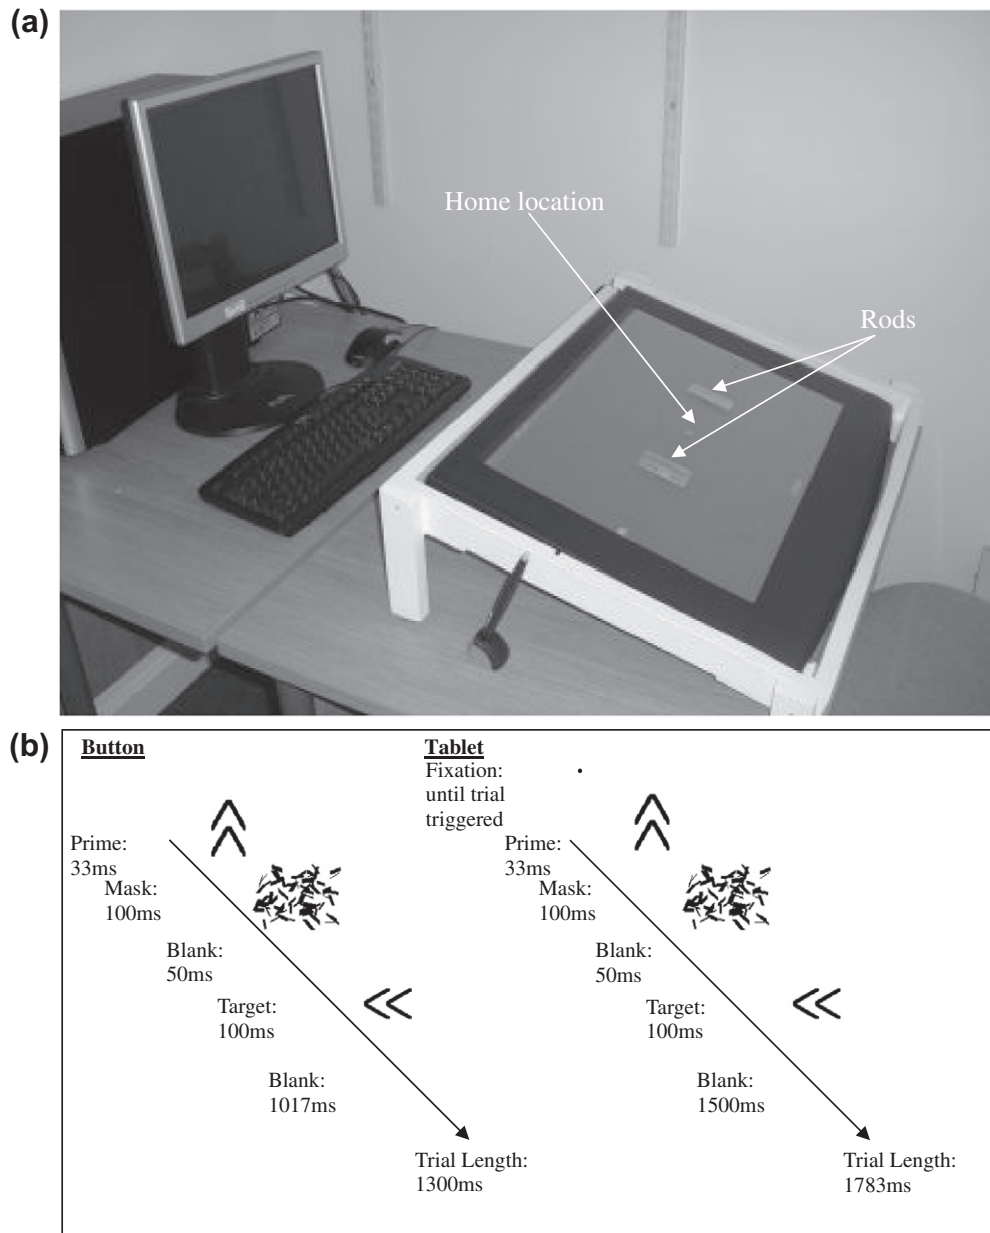 (a)
Home location
Rods
(b)
Button
Prime:
33ms
Mask:
100ms
Blank:
50ms
Target:
100ms
Blank:
1017ms
Trial Length:
1300ms
Tablet
Fixation:
until trial
triggered
Prime:
33ms
Mask:
100ms
Blank:
50ms
Target:
100ms
Blank:
1500ms
Trial Length:
1783ms